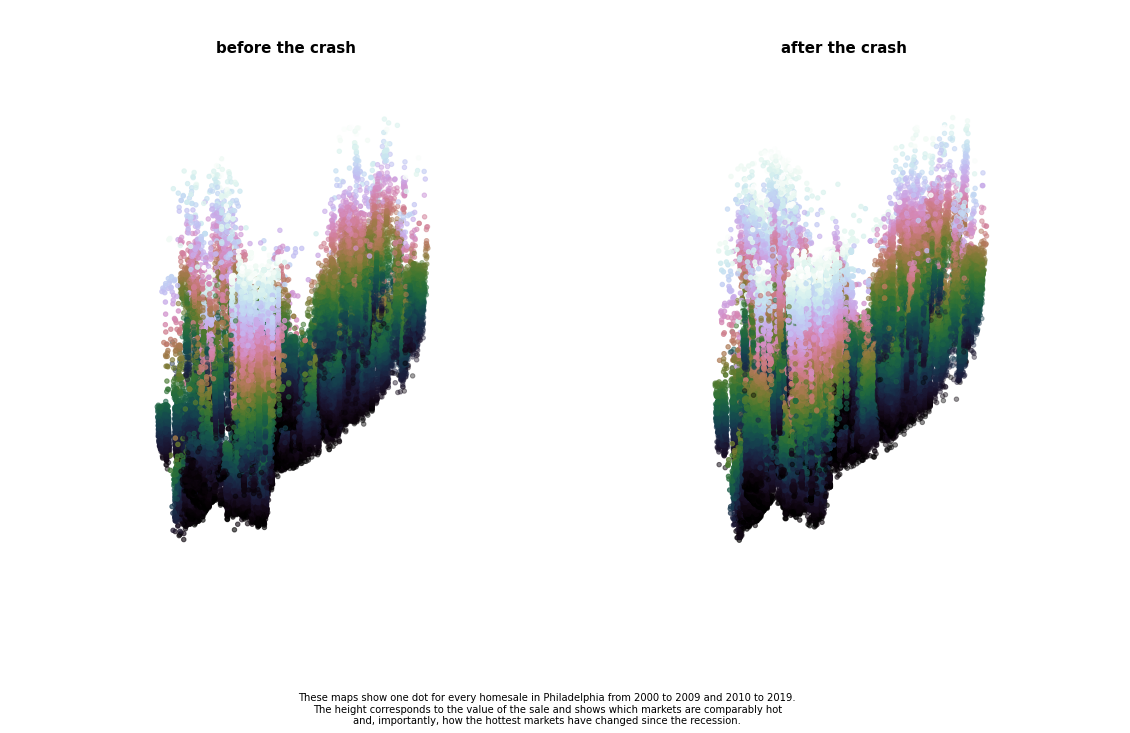 before the crash
after the crash
These maps show one dot for every homesale in Philadelphia from 2000 to 2009 and 2010 to 2019.
The height corresponds to the value of the sale and shows which markets are comparably hot
and, importantly, how the hottest markets have changed since the recession.